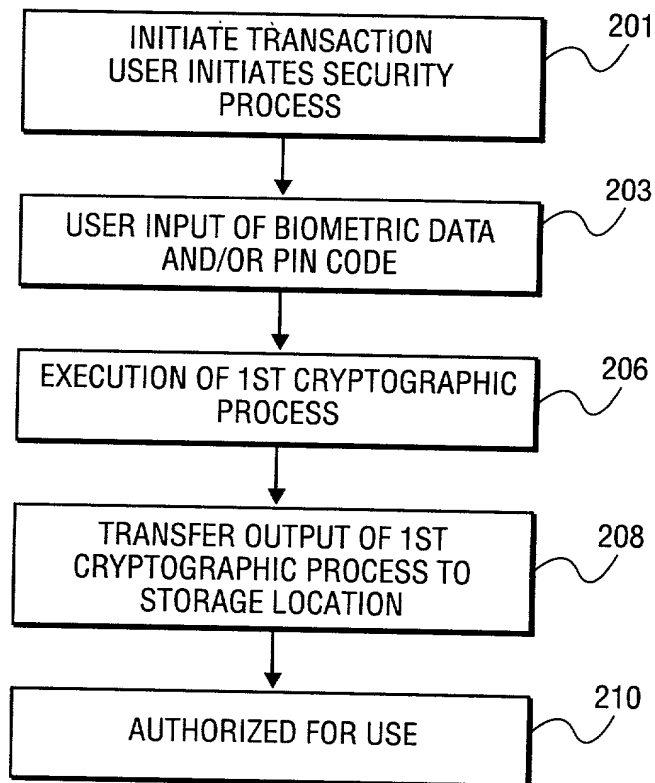 INITIATE TRANSACTION
USER INITIATES SECURITY
PROCESS
201
USER INPUT OF BIOMETRIC DATA
AND/OR PIN CODE
203
EXECUTION OF 1ST CRYPTOGRAPHIC
PROCESS
206
TRANSFER OUTPUT OF 1ST
CRYPTOGRAPHIC PROCESS TO
STORAGE LOCATION
208
AUTHORIZED FOR USE
210